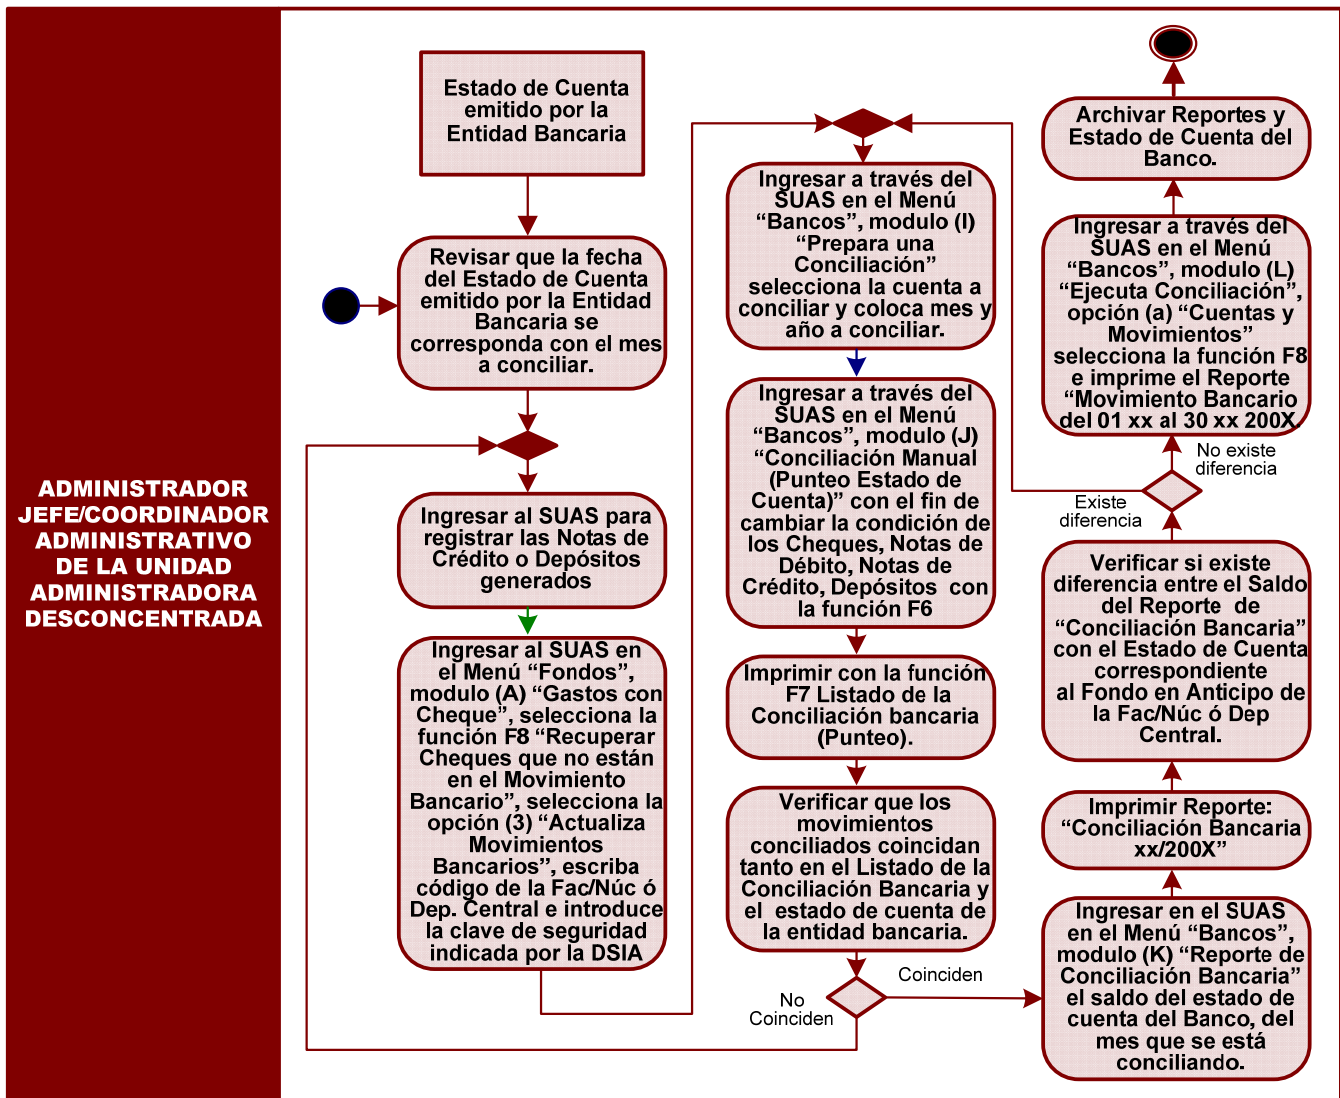 ADMINISTRADOR
JEFE/COORDINADOR
ADMINISTRATIVO
DE LA UNIDAD
ADMINISTRADORA
DESCONCENTRADA
Estado de Cuenta
emitido por la
Entidad Bancaria
Revisar que la fecha
del Estado de Cuenta
emitido por la Entidad
Bancaria se
corresponda con el mes
a conciliar.
Ingresar al SUAS para
registrar las Notas de
Crédito o Depósitos
generados
Ingresar al SUAS en
el Menú “Fondos”,
modulo (A) “Gastos con
Cheque”, selecciona la
función F8 “Recuperar
Cheques que no están
en el Movimiento
Bancario”, selecciona la
opción (3) “Actualiza
Movimientos
Bancarios”, escriba
código de la Fac/Núc ó
Dep. Central e introduce
la clave de seguridad
indicada por la DSIA
Ingresar a través del
SUAS en el Menú
“Bancos”, modulo (I)
“Prepara una
Conciliación”
selecciona la cuenta a
conciliar y coloca mes y
año a conciliar.
Ingresar a través del
SUAS en el Menú
“Bancos”, modulo (J)
“Conciliación Manual
(Punteo Estado de
Cuenta)” con el fin de
cambiar la condición de
los Cheques, Notas de
Débito, Notas de
Crédito, Depósitos con
la función F6
Imprimir con la función
F7 Listado de la
Conciliación bancaria
(Punteo).
Verificar que los
movimientos
conciliados coincidan
tanto en el Listado de la
Conciliación Bancaria y
el estado de cuenta de
la entidad bancaria.
No
Coinciden
Coinciden
Ingresar en el SUAS
en el Menú “Bancos”,
modulo (K) “Reporte de
Conciliación Bancaria”
el saldo del estado de
cuenta del Banco, del
mes que se está
conciliando.
Imprimir Reporte:
“Conciliación Bancaria
xx/200X”
Verificar si existe
diferencia entre el Saldo
del Reporte de
“Conciliación Bancaria”
con el Estado de Cuenta
correspondiente
al Fondo en Anticipo de
la Fac/Núc ó Dep
Central.
Existe
diferencia
No existe
diferencia
Ingresar a través del
SUAS en el Menú
“Bancos”, modulo (L)
“Ejecuta Conciliación”,
opción (a) “Cuentas y
Movimientos”
selecciona la función F8
e imprime el Reporte
“Movimiento Bancario
del 01 xx al 30 xx 200X.
Archivar Reportes y
Estado de Cuenta del
Banco.